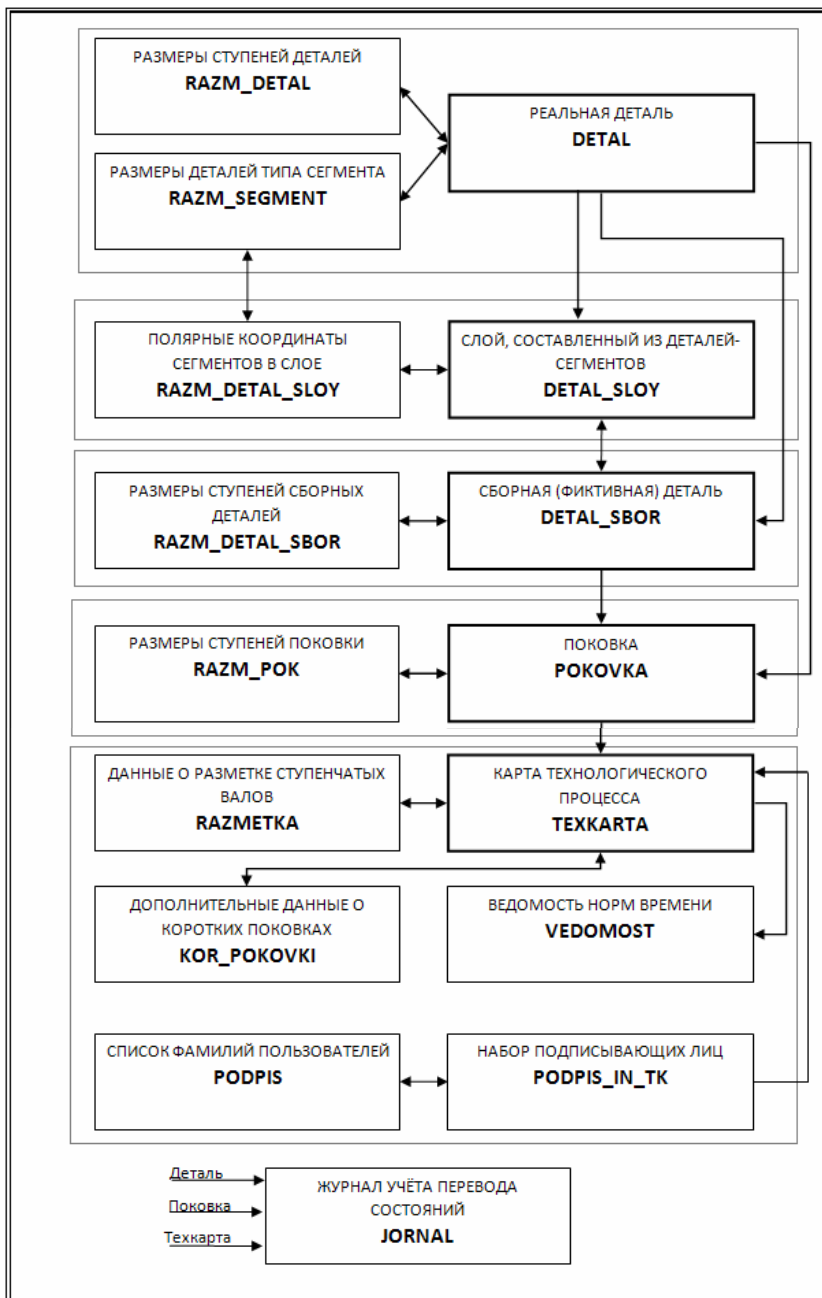 РАЗМЕРЫ СТУПЕНЕЙ ДЕТАЛЕЙ
RAZM_DETAL
РЕАЛЬНАЯ ДЕТАЛЬ
DETAL
РАЗМЕРЫ ДЕТАЛЕЙ ТИПА СЕГМЕНТА
RAZM_SEGMENT
ПОЛЯРНЫЕ КООРДИНАТЫ
СЕГМЕНТОВ В СЛОЕ
RAZM_DETAL_SLOY
СЛОЙ, СОСТАВЛЕННЫЙ ИЗ ДЕТАЛЕЙ-
СЕГМЕНТОВ
DETAL_SLOY
РАЗМЕРЫ СТУПЕНЕЙ СБОРНЫХ
ДЕТАЛЕЙ
RAZM_DETAL_SBOR
СБОРНАЯ (ФИКТИВНАЯ) ДЕТАЛЬ
DETAL_SBOR
РАЗМЕРЫ СТУПЕНЕЙ ПОКОВКИ
RAZM_POK
ПОКОВКА
POKOVKA
ДАННЫЕ О РАЗМЕТКЕ СТУПЕНЧАТЫХ
ВАЛОВ
RAZMETKA
КАРТА ТЕХНОЛОГИЧЕСКОГО
ПРОЦЕССА
TEXKARTA
ДОПОЛНИТЕЛЬНЫЕ ДАННЫЕ О
КОРОТКИХ ПОКОВКАХ
KOR_POKOVKI
ВЕДОМОСТЬ НОРМ ВРЕМЕНИ
VEDOMOST
СПИСОК ФАМИЛИЙ ПОЛЬЗОВАТЕЛЕЙ
PODPIS
НАБОР ПОДПИСЫВАЮЩИХ ЛИЦ
PODPIS_IN_TK
Деталь
Поковка
Техкарта
ЖУРНАЛ УЧЁТА ПЕРЕВОДА
СОСТОЯНИЙ
JORNAL